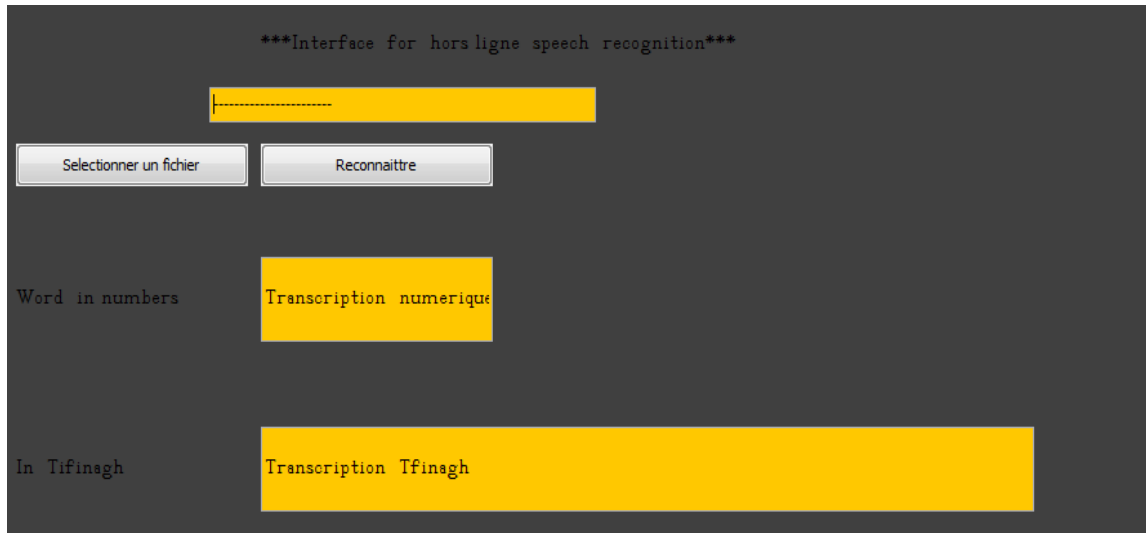 ***Interface for hors ligne speech recognition***
|-----------------------
Selectionner un fichier
Reconnaittre
Word in numbers
Transcription numerique
In Tifinagh
Transcription Tfinagh